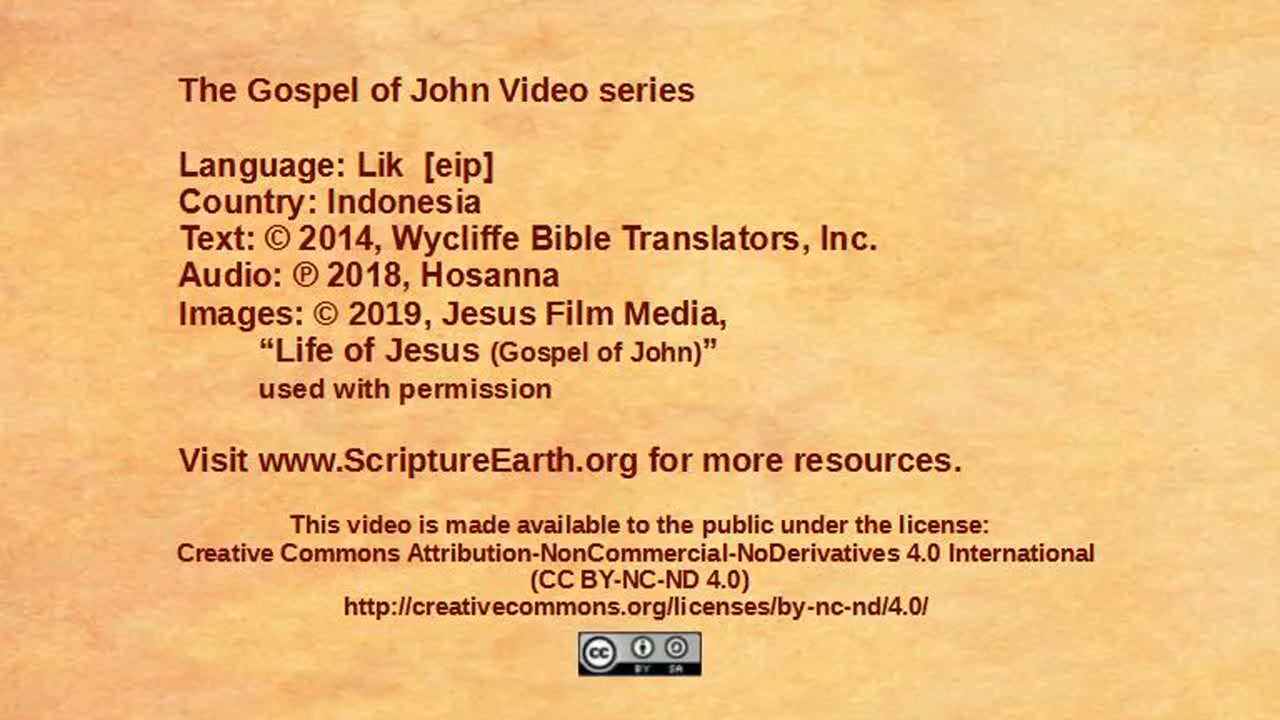 The Gospel of John Video series
Language: Lik [eip]
Country: Indonesia
Text: © 2014, Wycliffe Bible Translators, Inc.
Audio: ℗ 2018, Hosanna
Images: © 2019, Jesus Film Media,
“Life of Jesus (Gospel of John)”
used with permission
Visit www.ScriptureEarth.org for more resources.
This video is made available to the public under the license:
Creative Commons Attribution-NonCommercial-NoDerivatives 4.0 International
(CC BY-NC-ND 4.0)
http://creativecommons.org/licenses/by-nc-nd/4.0/
cc BY SA